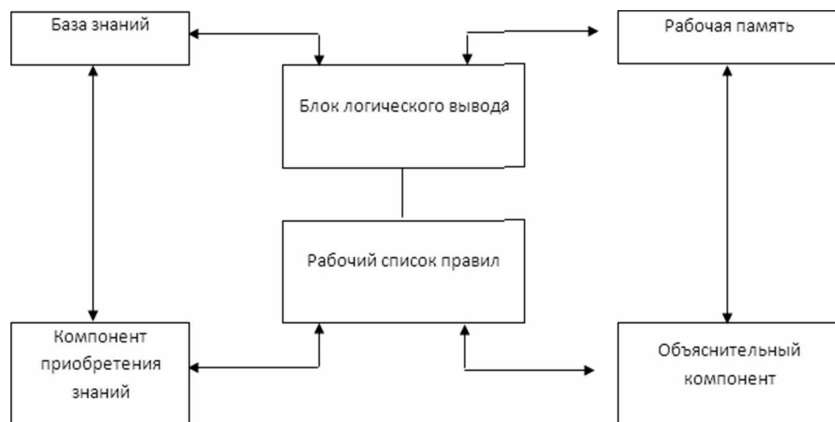 База знаний
Рабочая память
Блок логического вывода
Рабочий список правил
Компонент
приобретения
знаний
Объяснительный
компонент